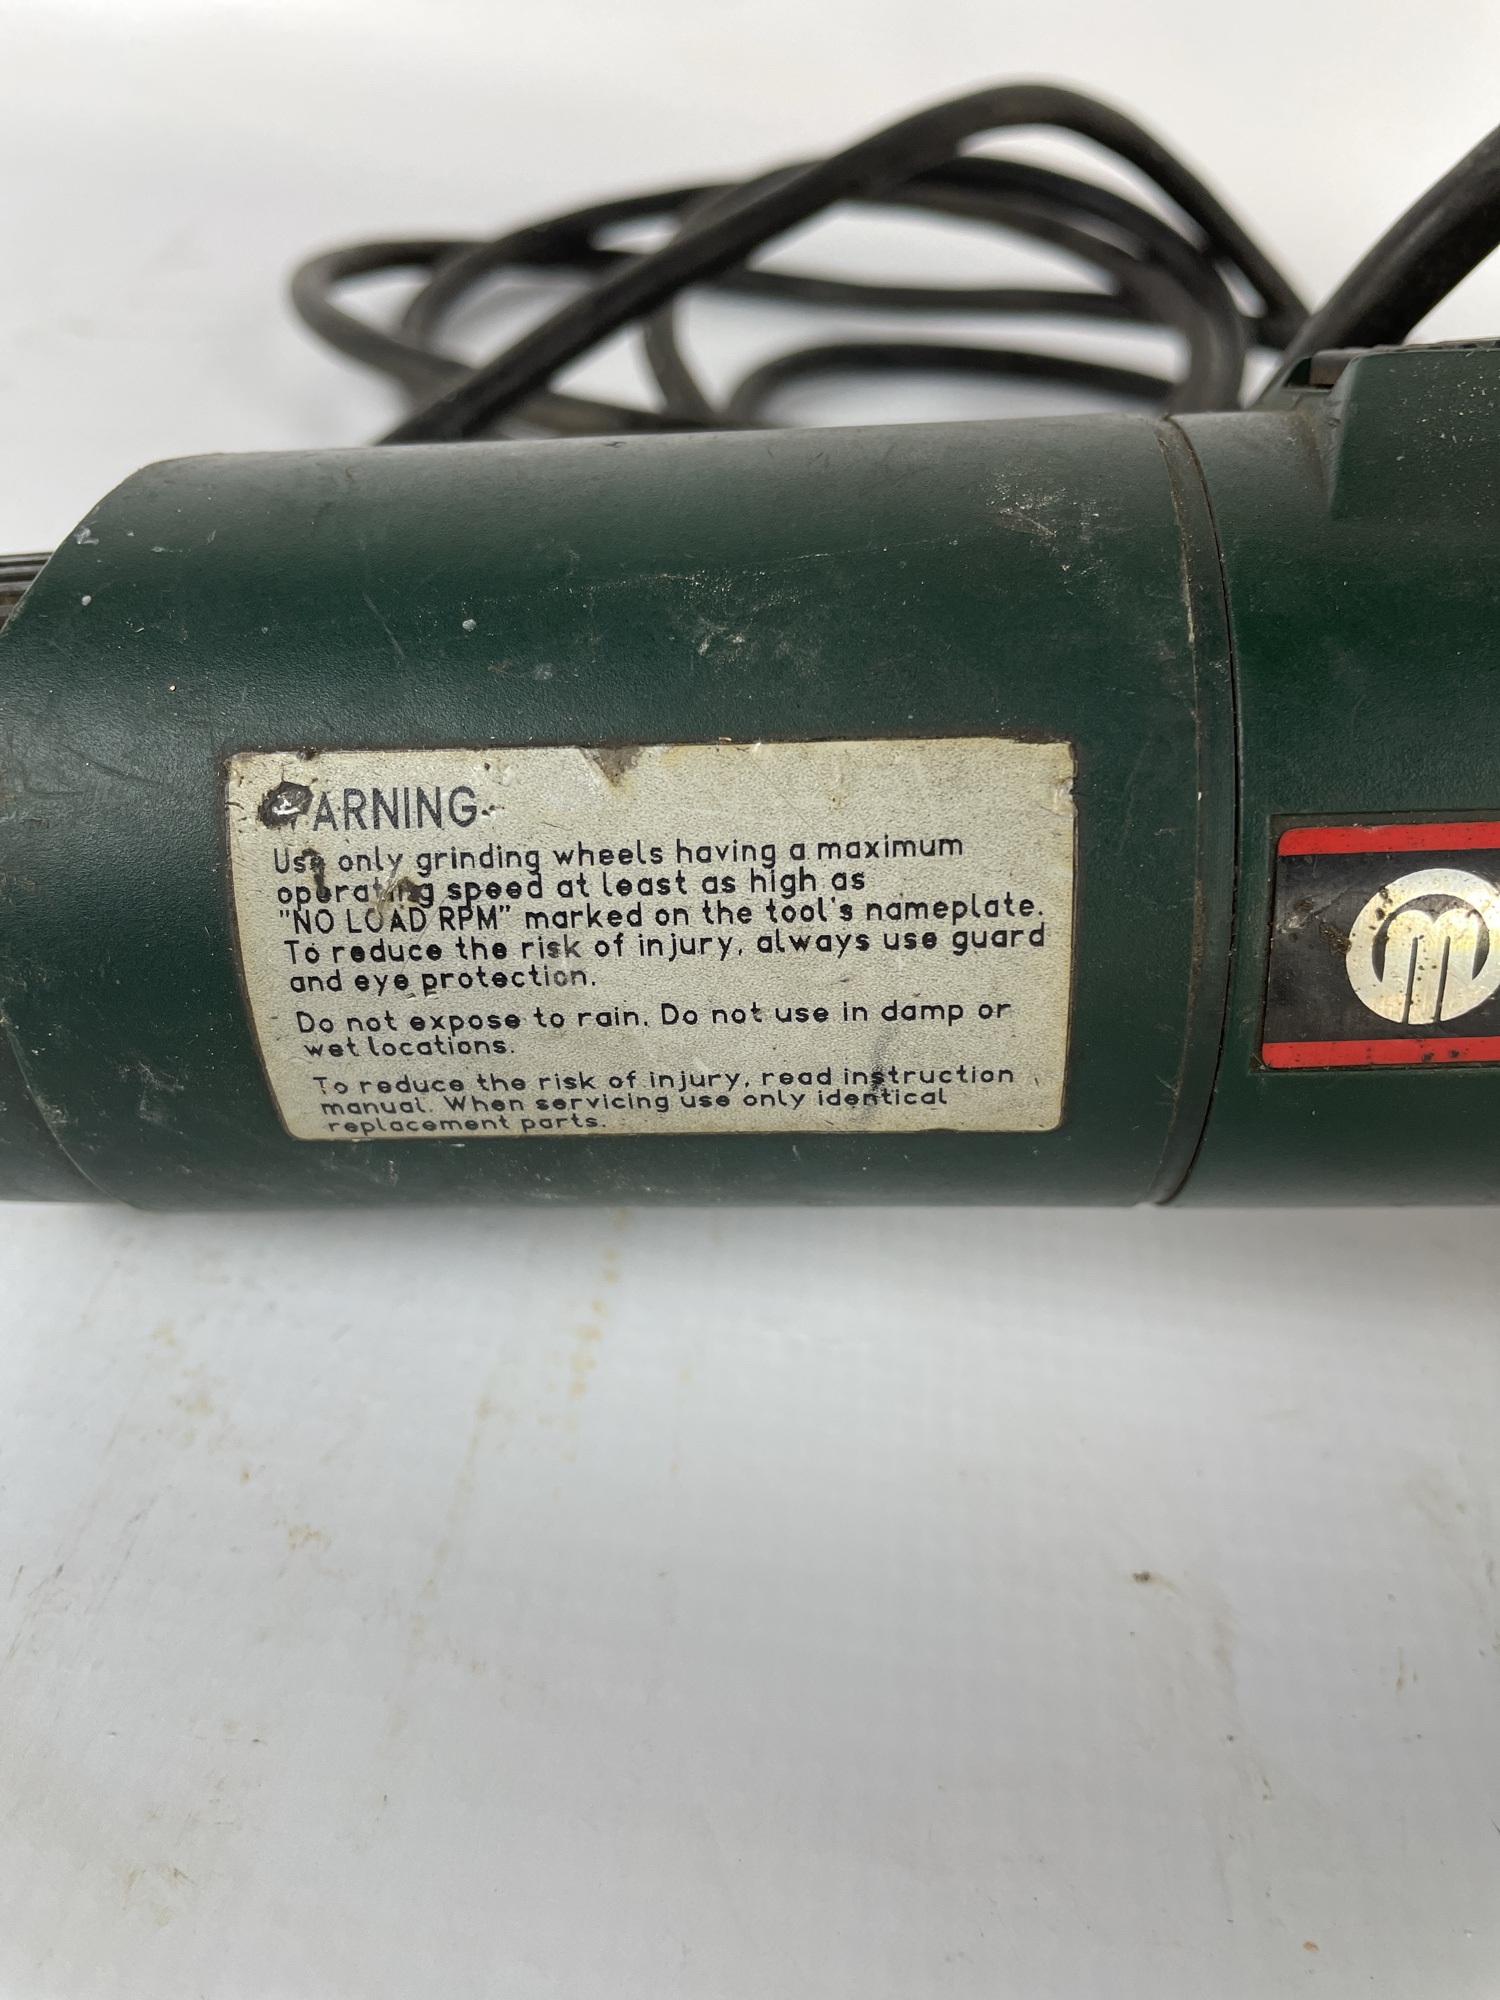 WARNING
Use only grinding wheels having a maximum
operating speed at least as high as
"NO LOAD RPM" marked on the tool's nameplate.
To reduce the risk of injury, always use guard
and eye protection.
Do not expose to rain. Do not use in damp or
wet locations.
To reduce the risk of injury, read instruction
manual. When servicing use only identical
replacement parts.
m